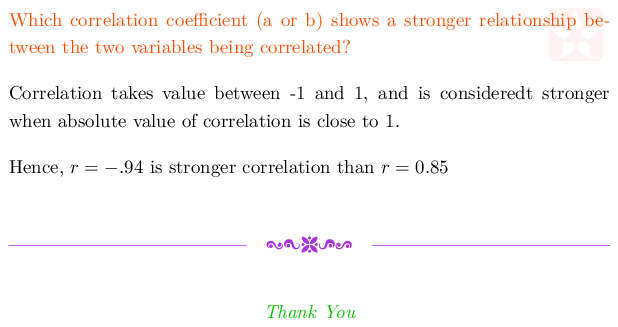 Which correlation coefficient (a or b) shows a stronger relationship be-
tween the two variables being correlated?
Correlation takes value between -1 and 1, and is consideredt stronger
when absolute value of correlation is close to 1.
Hence, r = −.94 is stronger correlation than r = 0.85
Thank You